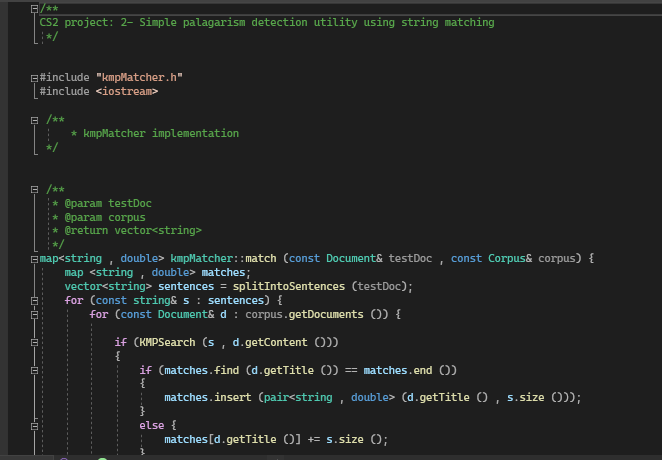 /**
CS2 project: 2- Simple palagarism detection utility using string matching
*/
#include "kmpMatcher.h"
#include <iostream>
/**
* kmpMatcher implementation
*/
/**
* @param testDoc
* @param corpus
* @return vector<string>
*/
map<string , double> kmpMatcher::match (const Document& testDoc , const Corpus& corpus) {
map <string , double> matches;
vector<string> sentences = splitIntoSentences (testDoc);
for (const string& s : sentences) {
for (const Document& d : corpus.getDocuments ()) {
if (KMPSearch (s , d.getContent ()))
{
if (matches.find (d.getTitle ()) == matches.end ())
{
matches.insert (pair<string , double> (d.getTitle () , s.size ()));
}
else {
matches[d.getTitle ()] += s.size ();
}